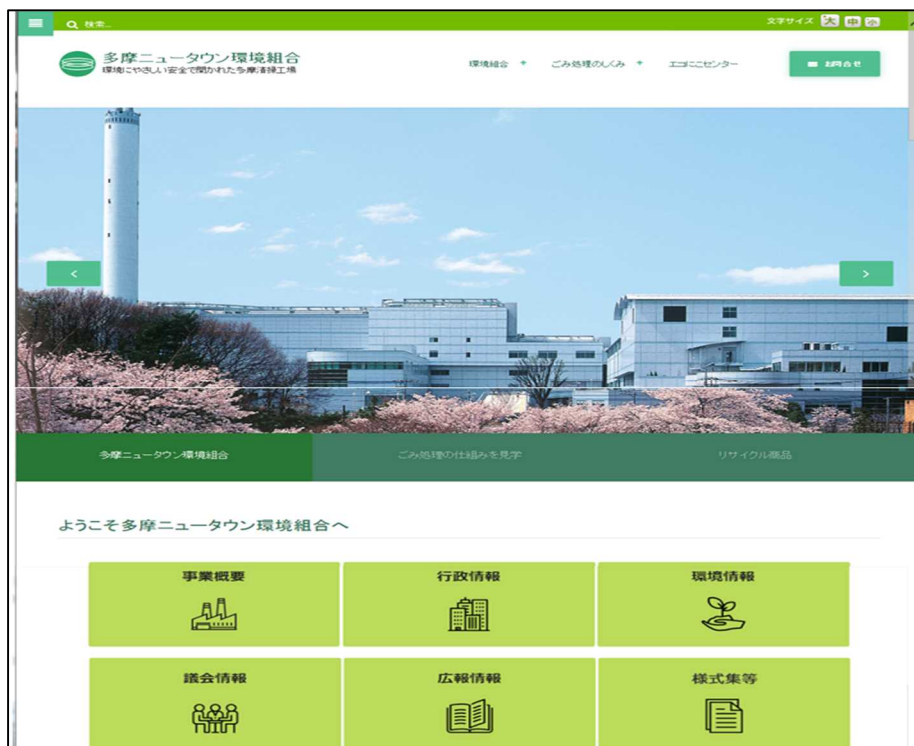 検索...
文字サイズ 大 中 小
多摩ニュータウン環境組合
環境にやさしい安全で開かれた多摩清掃工場
環境組合 + ごみ処理のしくみ + エコにこセンター お問合せ
< >
多摩ニュータウン環境組合 ごみ処理の仕組みを見学 リサイクル商品
ようこそ多摩ニュータウン環境組合へ
事業概要 行政情報 環境情報
議会情報 広報情報 様式集等